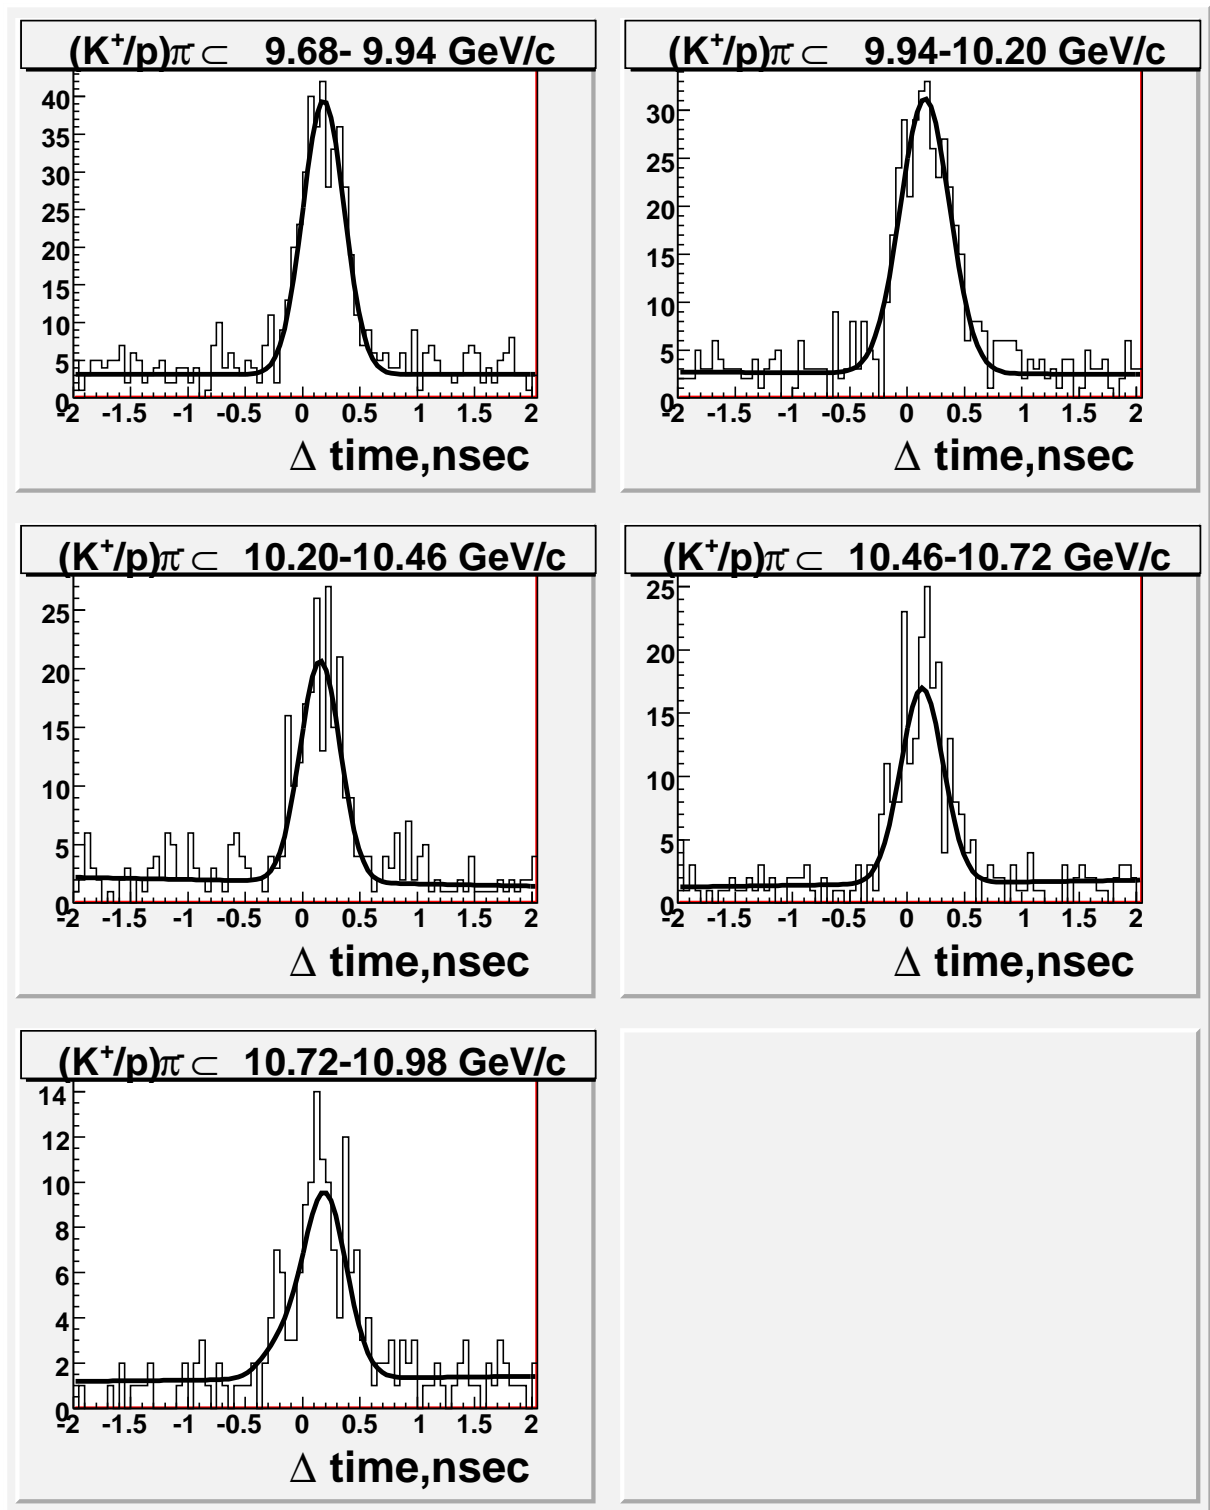 (K+/p)π- ⊂ 9.68- 9.94 GeV/c
40
35
30
25
20
15
10
5
0
-2 -1.5 -1 -0.5 0 0.5 1 1.5 2
Δ time,nsec
(K+/p)π- ⊂ 9.94-10.20 GeV/c
30
25
20
15
10
5
0
-2 -1.5 -1 -0.5 0 0.5 1 1.5 2
Δ time,nsec
(K+/p)π- ⊂ 10.20-10.46 GeV/c
25
20
15
10
5
0
-2 -1.5 -1 -0.5 0 0.5 1 1.5 2
Δ time,nsec
(K+/p)π- ⊂ 10.46-10.72 GeV/c
25
20
15
10
5
0
-2 -1.5 -1 -0.5 0 0.5 1 1.5 2
Δ time,nsec
(K+/p)π- ⊂ 10.72-10.98 GeV/c
14
12
10
8
6
4
2
0
-2 -1.5 -1 -0.5 0 0.5 1 1.5 2
Δ time,nsec